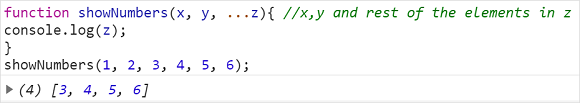 function showNumbers(x, y, ...z){ //x,y and rest of the elements in z
console.log(z);
}
showNumbers(1, 2, 3, 4, 5, 6);
▶ (4) [3, 4, 5, 6]